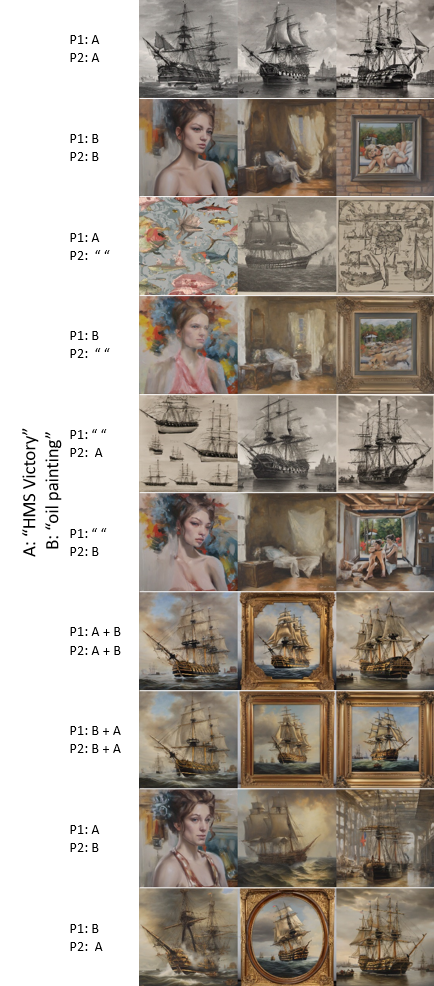 A: “HMS Victory”
B: “oil painting”
P1: A
P2: A
P1: B
P2: B
P1: A
P2: “ “
P1: B
P2: “ “
P1: “ “
P2: A
P1: “ “
P2: B
P1: A + B
P2: A + B
P1: B + A
P2: B + A
P1: A
P2: B
P1: B
P2: A